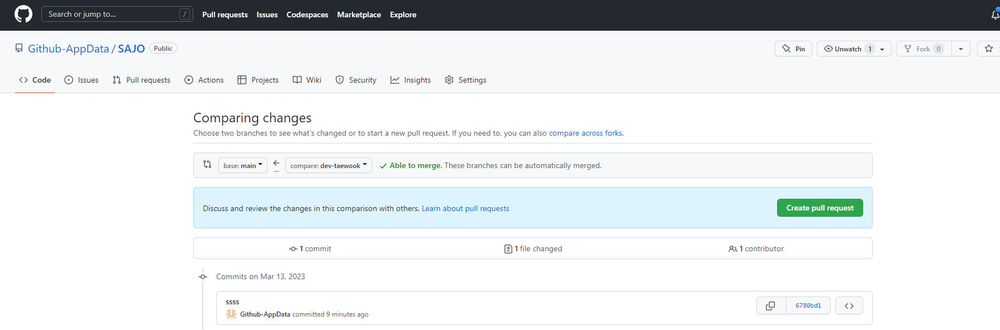 Search or jump to... /
Pull requests Issues Codespaces Marketplace Explore
Github-AppData / SAJO Public
Pin Unwatch 1 Fork 0
Code Issues Pull requests Actions Projects Wiki Security Insights Settings
Comparing changes
Choose two branches to see what's changed or to start a new pull request. If you need to, you can also compare across forks.
base: main ← ... compare: dev-taewook Able to merge. These branches can be automatically merged.
Discuss and review the changes in this comparison with others. Learn about pull requests Create pull request
1 commit 1 file changed 1 contributor
Commits on Mar 13, 2023
ssss
Github-AppData committed 9 minutes ago
6780bd1